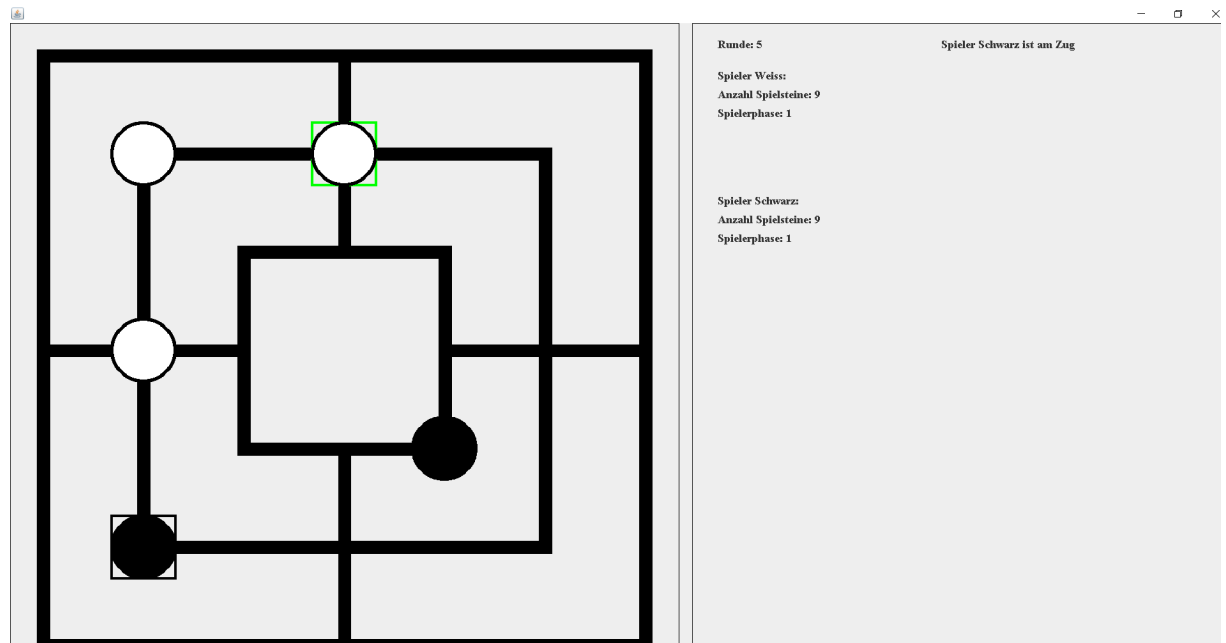 Runde: 5
Spieler Schwarz ist am Zug
Spieler Weiss:
Anzahl Spielsteine: 9
Spielerphase: 1
Spieler Schwarz:
Anzahl Spielsteine: 9
Spielerphase: 1